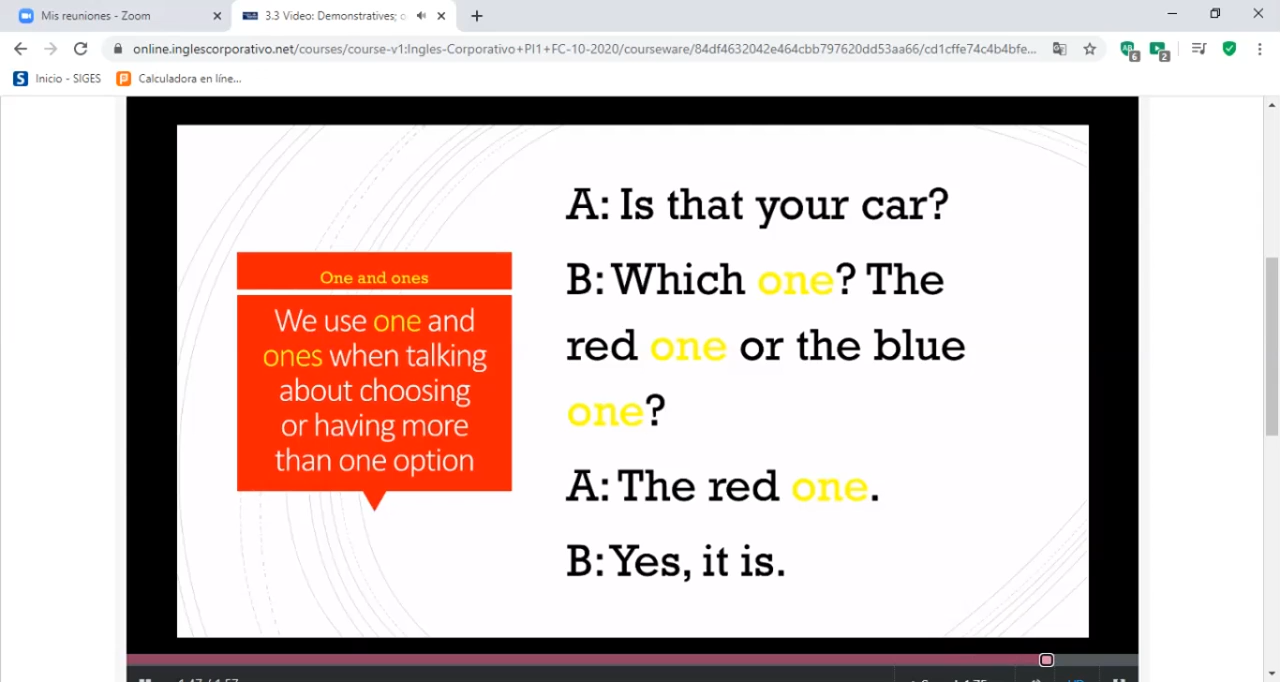 Mis reuniones - Zoom
3.3 Video: Demonstratives; o
online.inglescorporativo.net/courses/course-v1:Ingles-Corporativo+PI1+FC-10-2020/courseware/84df4632042e464cbb797620dd53aa66/cd1cffe74c4b4bfe...
6
2
Inicio - SIGES
Calculadora en líne...
One and ones
We use one and
ones when talking
about choosing
or having more
than one option
A: Is that your car?
B: Which one? The
red one or the blue
one?
A: The red one.
B: Yes, it is.